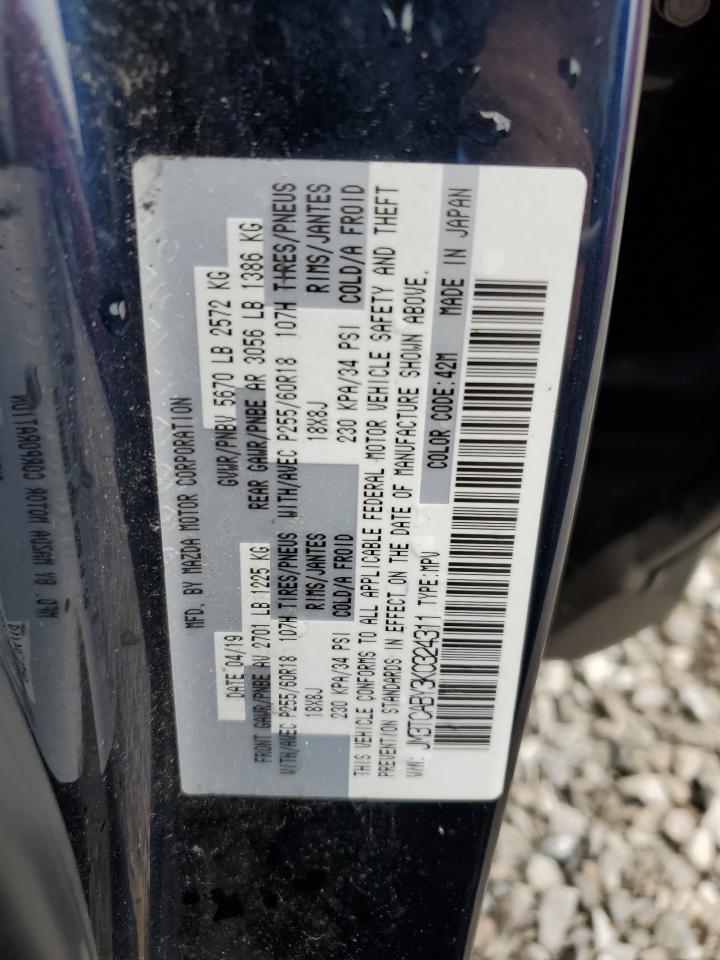 MFD. BY MAZDA MOTOR CORPORATION
DATE 04/19 GVWR/PNBV 5670 LB 2572 KG
FRONT GAWR/PNBE AV 2701 LB 1225 KG REAR GAWR/PNBE AR 3056 LB 1386 KG
WITH/AVEC P255/60R18 107H TIRES/PNEUS WITH/AVEC P255/60R18 107H TIRES/PNEUS
18X8J RIMS/JANTES 18X8J RIMS/JANTES
230 KPA/34 PSI COLD/A FROID 230 KPA/34 PSI COLD/A FROID
THIS VEHICLE CONFORMS TO ALL APPLICABLE FEDERAL MOTOR VEHICLE SAFETY AND THEFT
PREVENTION STANDARDS IN EFFECT ON THE DATE OF MANUFACTURE SHOWN ABOVE.
VIN: JM3TCABY3K0324311 TYPE:MPV COLOR CODE:42M MADE IN JAPAN